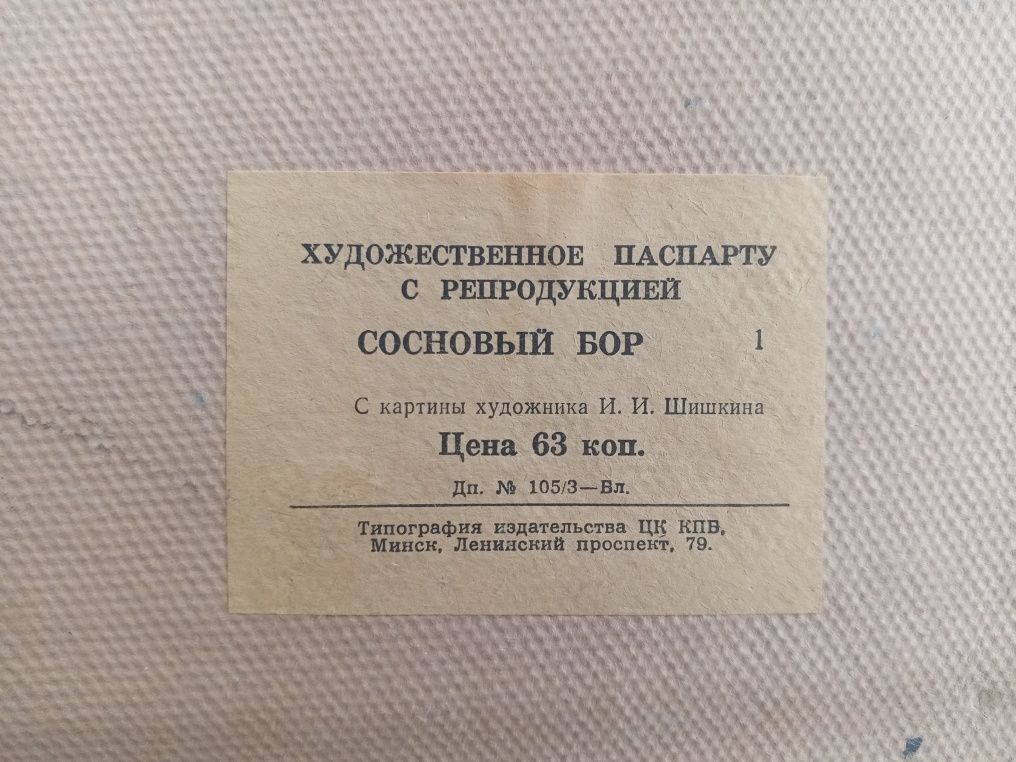 ХУДОЖЕСТВЕННОЕ ПАСПАРТУ
С РЕПРОДУКЦИЕЙ
СОСНОВЫЙ БОР 1
С картины художника И. И. Шишкина
Цена 63 коп.
Дп. № 105/3—Вл.
Типография издательства ЦК КПБ,
Минск, Ленинский проспект, 79.